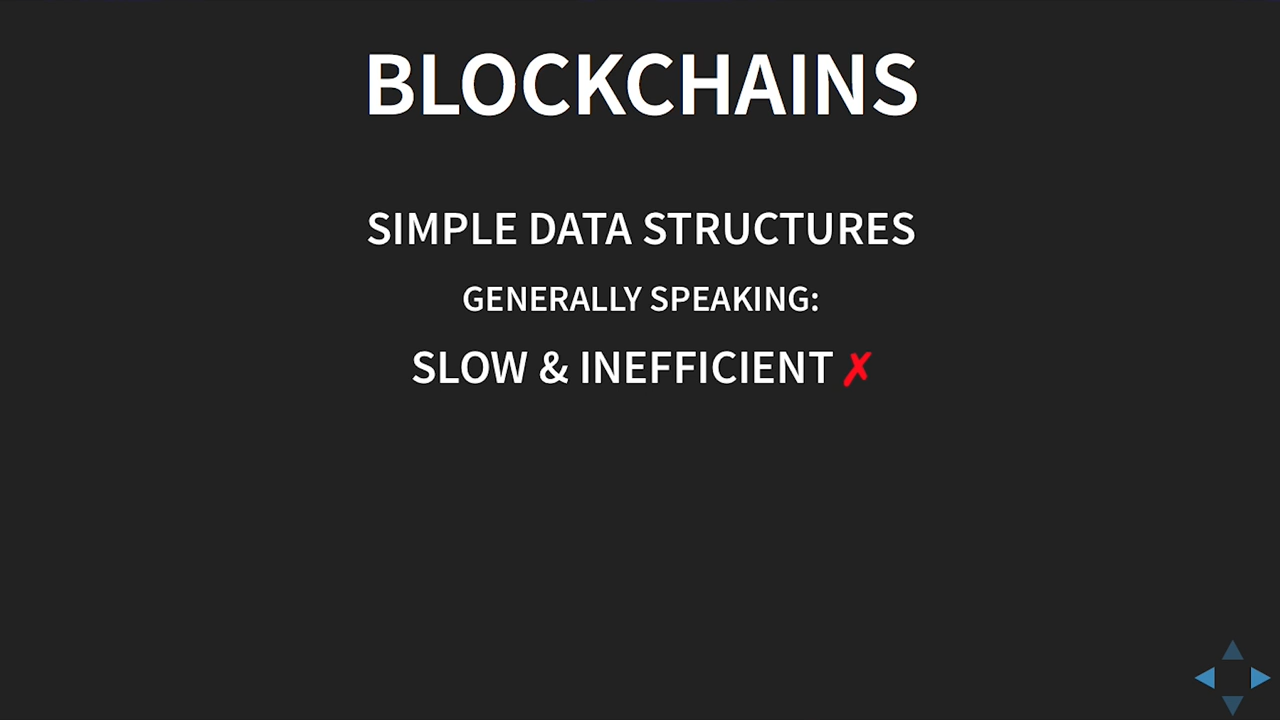 BLOCKCHAINS
SIMPLE DATA STRUCTURES
GENERALLY SPEAKING:
SLOW & INEFFICIENT ✗